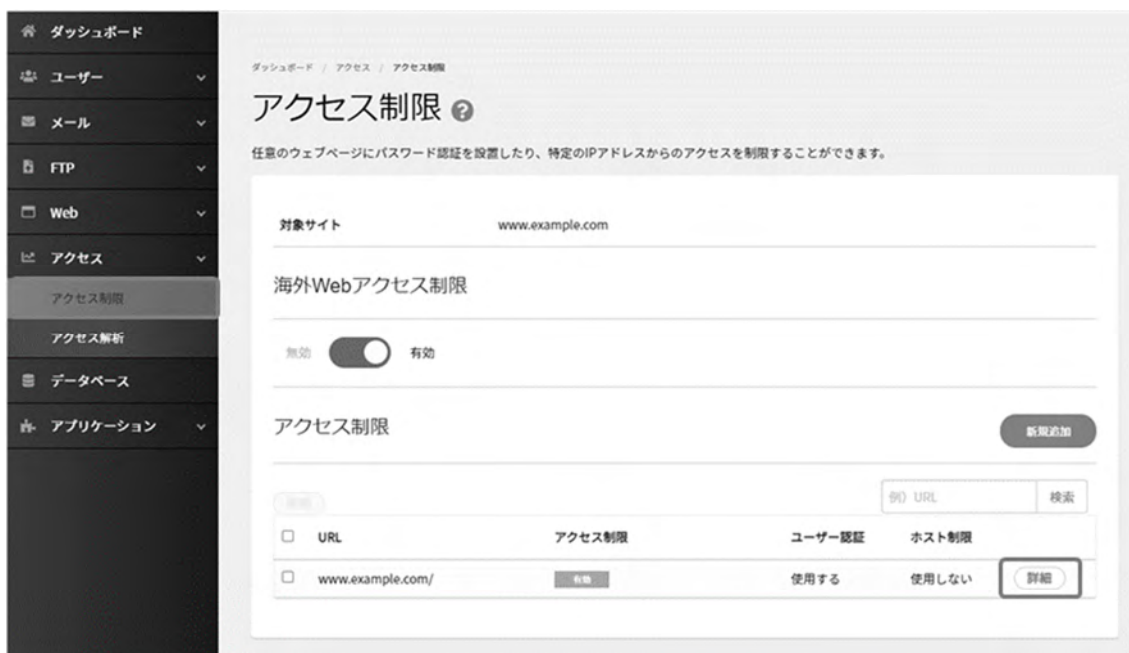 ダッシュボード
ユーザー
メール
FTP
Web
アクセス
アクセス制限
アクセス解析
データベース
アプリケーション
ダッシュボード / アクセス / アクセス制限
アクセス制限 ?
任意のウェブページにパスワード認証を設置したり、特定のIPアドレスからのアクセスを制限することができます。
対象サイト www.example.com
海外Webアクセス制限
無効 有効
アクセス制限 新規追加
例）URL 検索
URL アクセス制限 ユーザー認証 ホスト制限
www.example.com/ 有効 使用する 使用しない 詳細